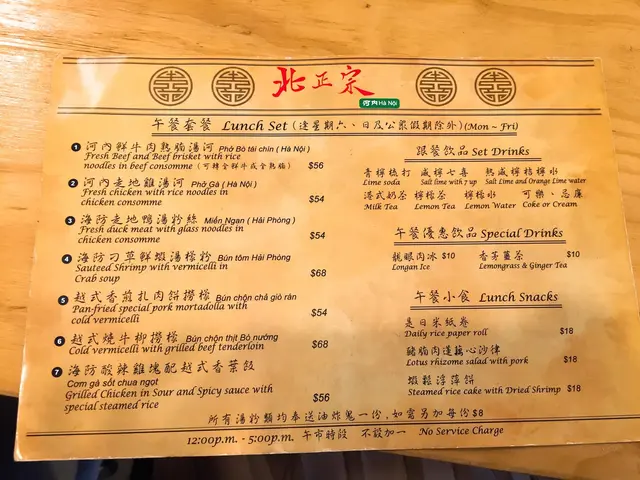 北正宗
河內 Hà Nội
午餐套餐 Lunch Set (逢星期六、日及公眾假期除外) (Mon ~ Fri)
1 河內鮮牛肉熟腩湯河 Phở Bò tái chín ( Hà Nội )
Fresh Beef and Beef brisket with rice
noodles in beef consomme (可轉全鮮牛或全熟腩) $56
2 河內走地雞湯河 Phở Gà ( Hà Nội )
Fresh chicken with rice noodles in
chicken consomme $54
3 海防走地鴨湯粉絲 Miến Ngan ( Hải Phòng )
Fresh duck meat with glass noodles in
chicken consomme $54
4 海防刁草鮮蝦湯檬粉 Bún tôm Hải Phòng
Sauteed Shrimp with vermicelli in
Crab soup $68
5 越式香煎扎肉餅撈檬 Bún chọn chả giò rán
Pan-fried special pork mortadolla with
cold vermicelli $54
6 越式燒牛柳撈檬 Bún chọn thịt Bò nướng
Cold vermicelli with grilled beef tenderloin $68
7 海防酸辣雞塊配越式香葉飯
Cơm gà sốt chua ngọt
Grilled Chicken in Sour and Spicy sauce with
special steamed rice $56
跟餐飲品 Set Drinks
青檸梳打 咸檸七喜 熱咸柑桔檸水
Lime soda Salt lime with 7 up Salt Lime and Orange Lime water
港式奶茶 檸檬茶 檸檬水 可樂、忌廉
Milk Tea Lemon Tea Lemon Water Coke or Cream
午餐優惠飲品 Special Drinks
龍眼肉冰 $10 香茅薑茶 $10
Longan Ice Lemongrass & Ginger Tea
午餐小食 Lunch Snacks
是日米紙卷
Daily rice paper roll $18
豬腩肉蓮藕心沙律
Lotus rhizome salad with pork $18
蝦鬆浮萍餅
Steamed rice cake with Dried Shrimp $18
所有湯粉類均奉送油炸鬼一份，如需另加每份$8
12:00p.m. - 5:00p.m. 午市時段 不設加一 No Service Charge